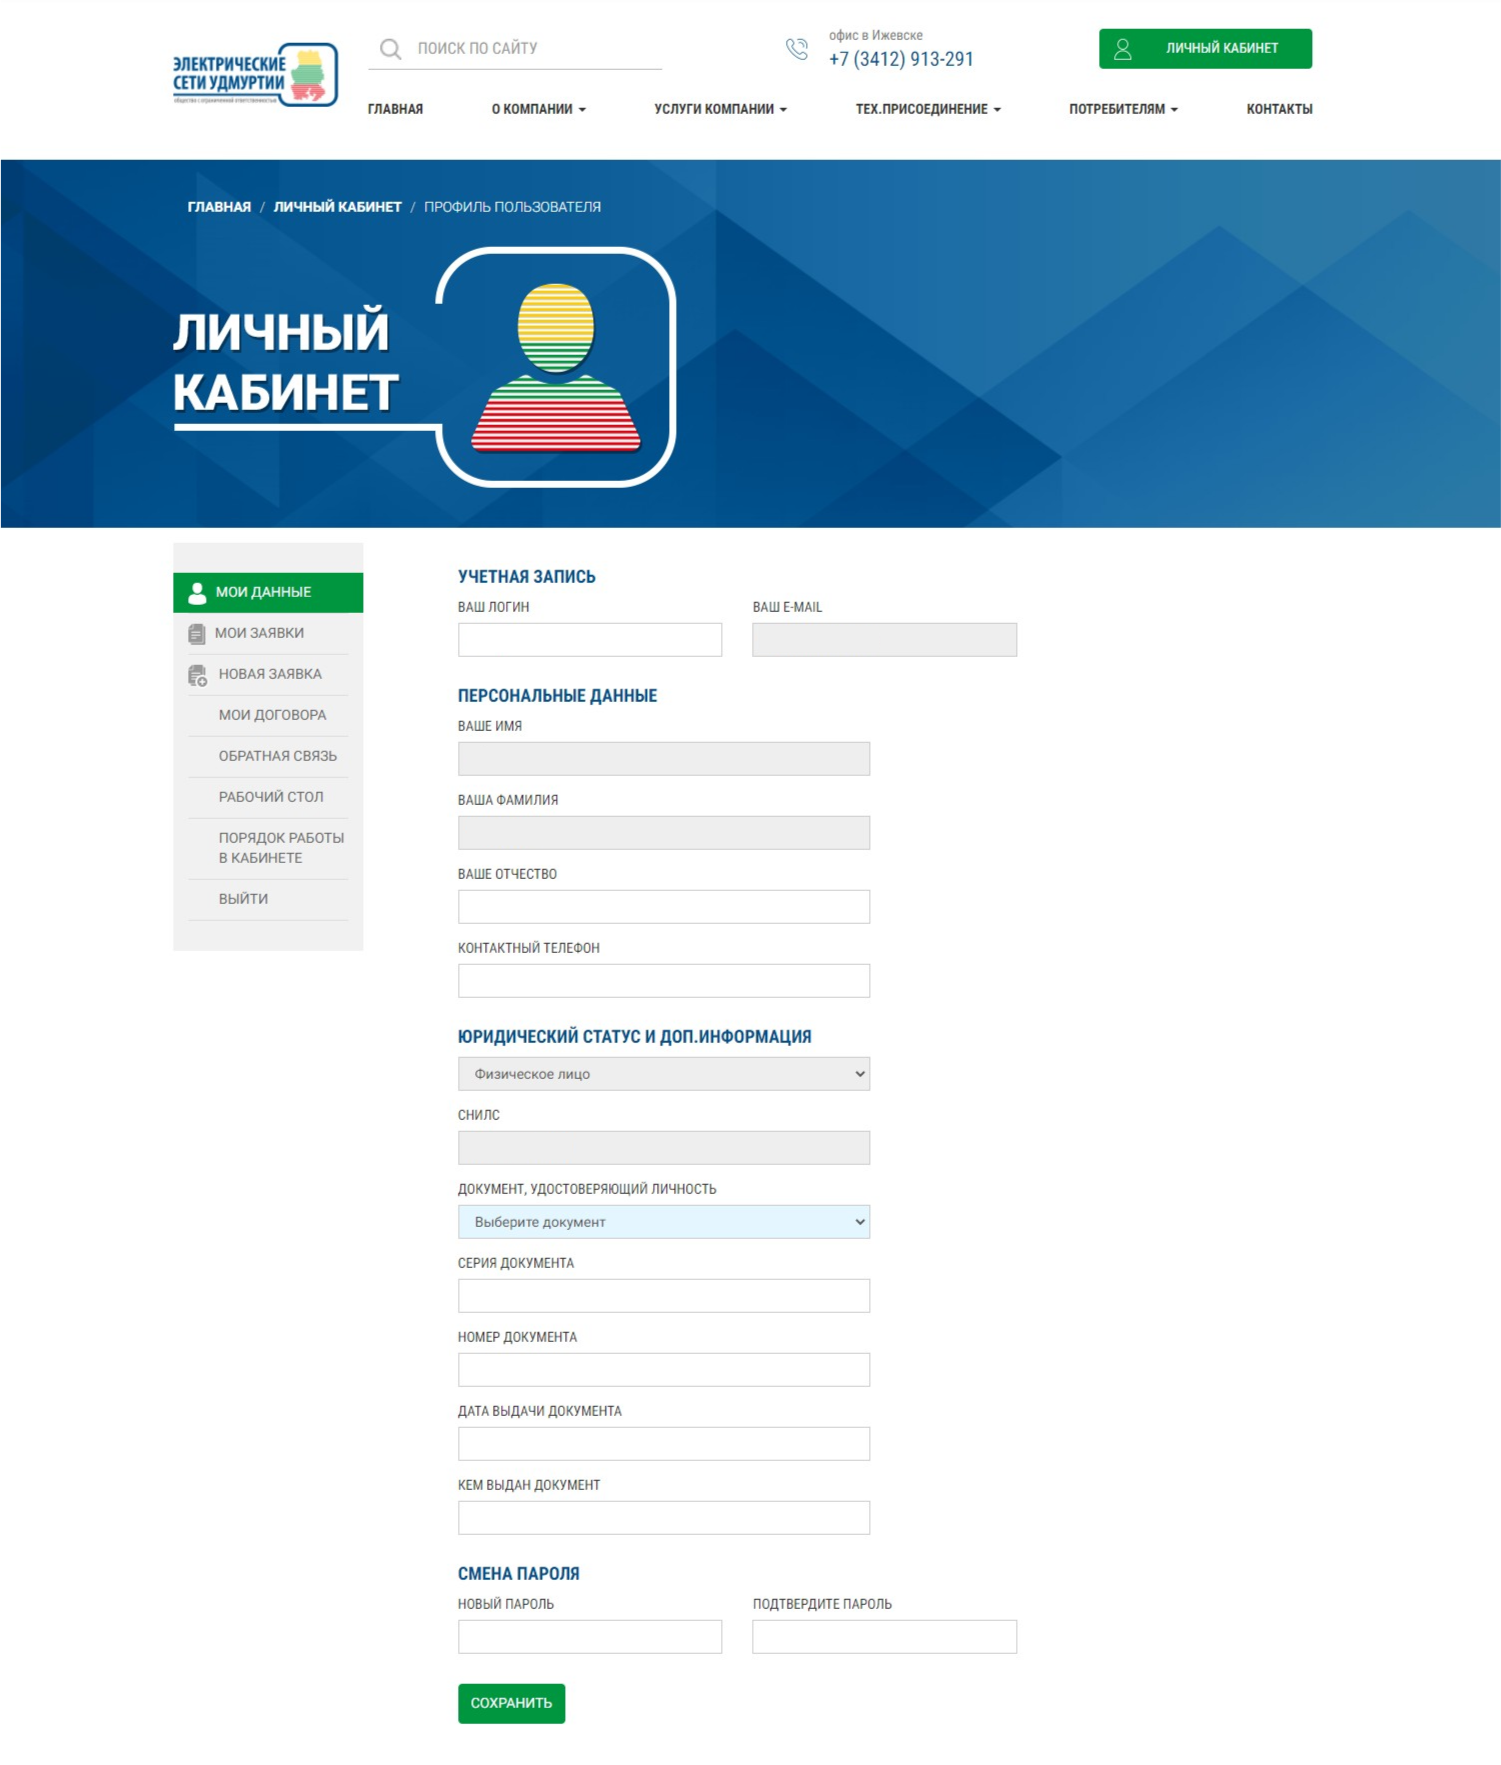 ЭЛЕКТРИЧЕСКИЕ
СЕТИ УДМУРТИИ
общество с ограниченной ответственностью
ПОИСК ПО САЙТУ
офис в Ижевске
+7 (3412) 913-291
ЛИЧНЫЙ КАБИНЕТ
ГЛАВНАЯ
О КОМПАНИИ
УСЛУГИ КОМПАНИИ
ТЕХ.ПРИСОЕДИНЕНИЕ
ПОТРЕБИТЕЛЯМ
КОНТАКТЫ
ГЛАВНАЯ / ЛИЧНЫЙ КАБИНЕТ / ПРОФИЛЬ ПОЛЬЗОВАТЕЛЯ
ЛИЧНЫЙ
КАБИНЕТ
МОИ ДАННЫЕ
МОИ ЗАЯВКИ
НОВАЯ ЗАЯВКА
МОИ ДОГОВОРА
ОБРАТНАЯ СВЯЗЬ
РАБОЧИЙ СТОЛ
ПОРЯДОК РАБОТЫ
В КАБИНЕТЕ
ВЫЙТИ
УЧЕТНАЯ ЗАПИСЬ
ВАШ ЛОГИН
ВАШ E-MAIL
ПЕРСОНАЛЬНЫЕ ДАННЫЕ
ВАШЕ ИМЯ
ВАША ФАМИЛИЯ
ВАШЕ ОТЧЕСТВО
КОНТАКТНЫЙ ТЕЛЕФОН
ЮРИДИЧЕСКИЙ СТАТУС И ДОП.ИНФОРМАЦИЯ
Физическое лицо
СНИЛС
ДОКУМЕНТ, УДОСТОВЕРЯЮЩИЙ ЛИЧНОСТЬ
Выберите документ
СЕРИЯ ДОКУМЕНТА
НОМЕР ДОКУМЕНТА
ДАТА ВЫДАЧИ ДОКУМЕНТА
КЕМ ВЫДАН ДОКУМЕНТ
СМЕНА ПАРОЛЯ
НОВЫЙ ПАРОЛЬ
ПОДТВЕРДИТЕ ПАРОЛЬ
СОХРАНИТЬ